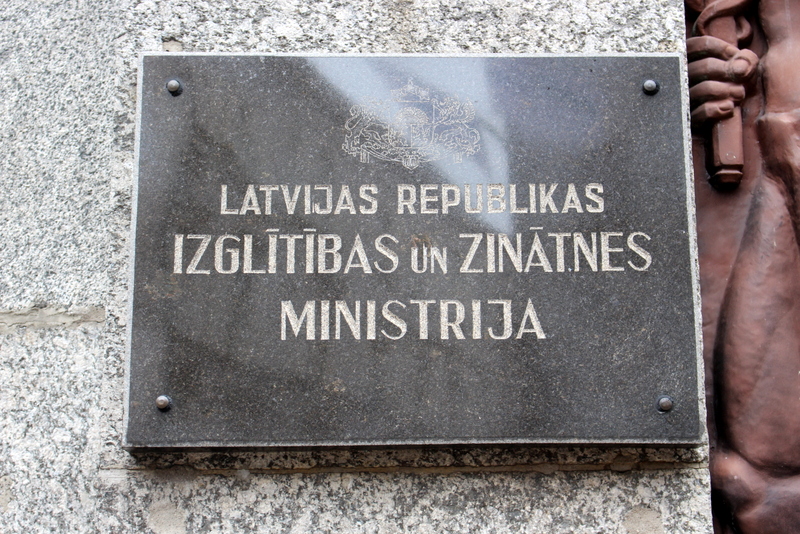 LATVIJAS REPUBLIKAS
IZGLĪTĪBAS UN ZINĀTNES
MINISTRIJA